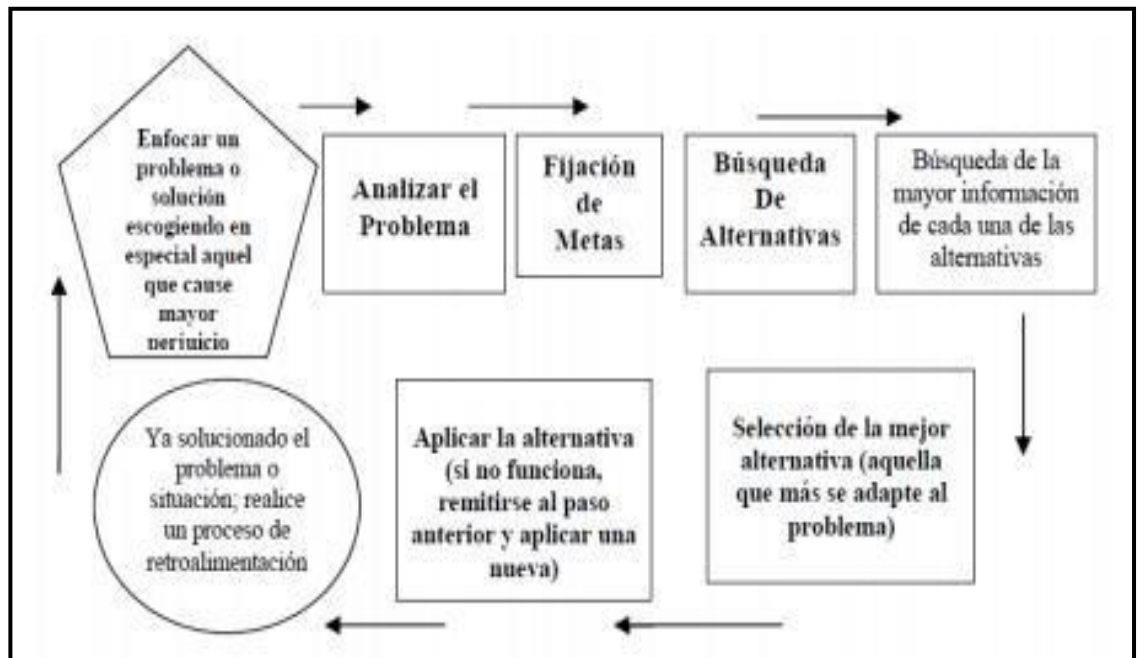 Enfocar un
problema o
solución
escogiendo en
especial aquel
que cause
mayor
perjuicio
Analizar el
Problema
Fijación
de
Metas
Búsqueda
De
Alternativas
Búsqueda de la
mayor información
de cada una de las
alternativas
Selección de la mejor
alternativa (aquella
que más se adapte al
problema)
Aplicar la alternativa
(si no funciona,
remitirse al paso
anterior y aplicar una
nueva)
Ya solucionado el
problema o
situación; realice
un proceso de
retroalimentación